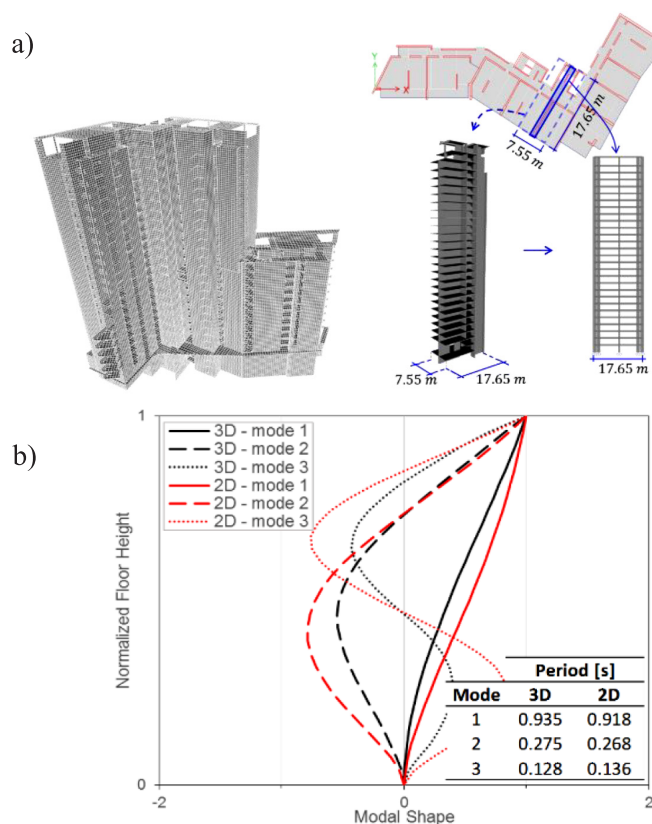 a)
Y
X
17.65 m
7.55 m
7.55 m
17.65 m
17.65 m
b)
1
3D - mode 1
3D - mode 2
3D - mode 3
2D - mode 1
2D - mode 2
2D - mode 3
Normalized Floor Height
Period [s]
Mode 3D 2D
1 0.935 0.918
2 0.275 0.268
3 0.128 0.136
0
-2 0 2
Modal Shape